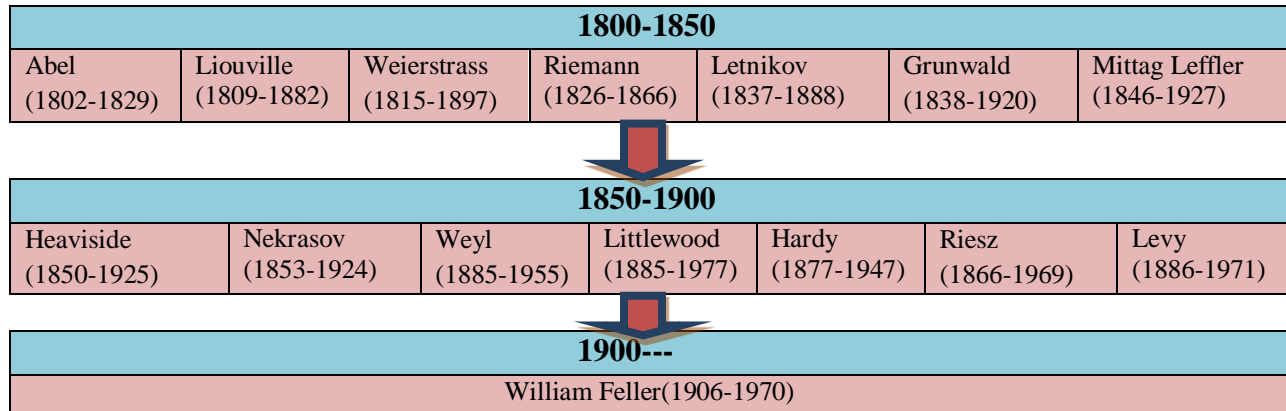 1800-1850
Abel
(1802-1829)
Liouville
(1809-1882)
Weierstrass
(1815-1897)
Riemann
(1826-1866)
Letnikov
(1837-1888)
Grunwald
(1838-1920)
Mittag Leffler
(1846-1927)
1850-1900
Heaviside
(1850-1925)
Nekrasov
(1853-1924)
Weyl
(1885-1955)
Littlewood
(1885-1977)
Hardy
(1877-1947)
Riesz
(1866-1969)
Levy
(1886-1971)
1900---
William Feller(1906-1970)